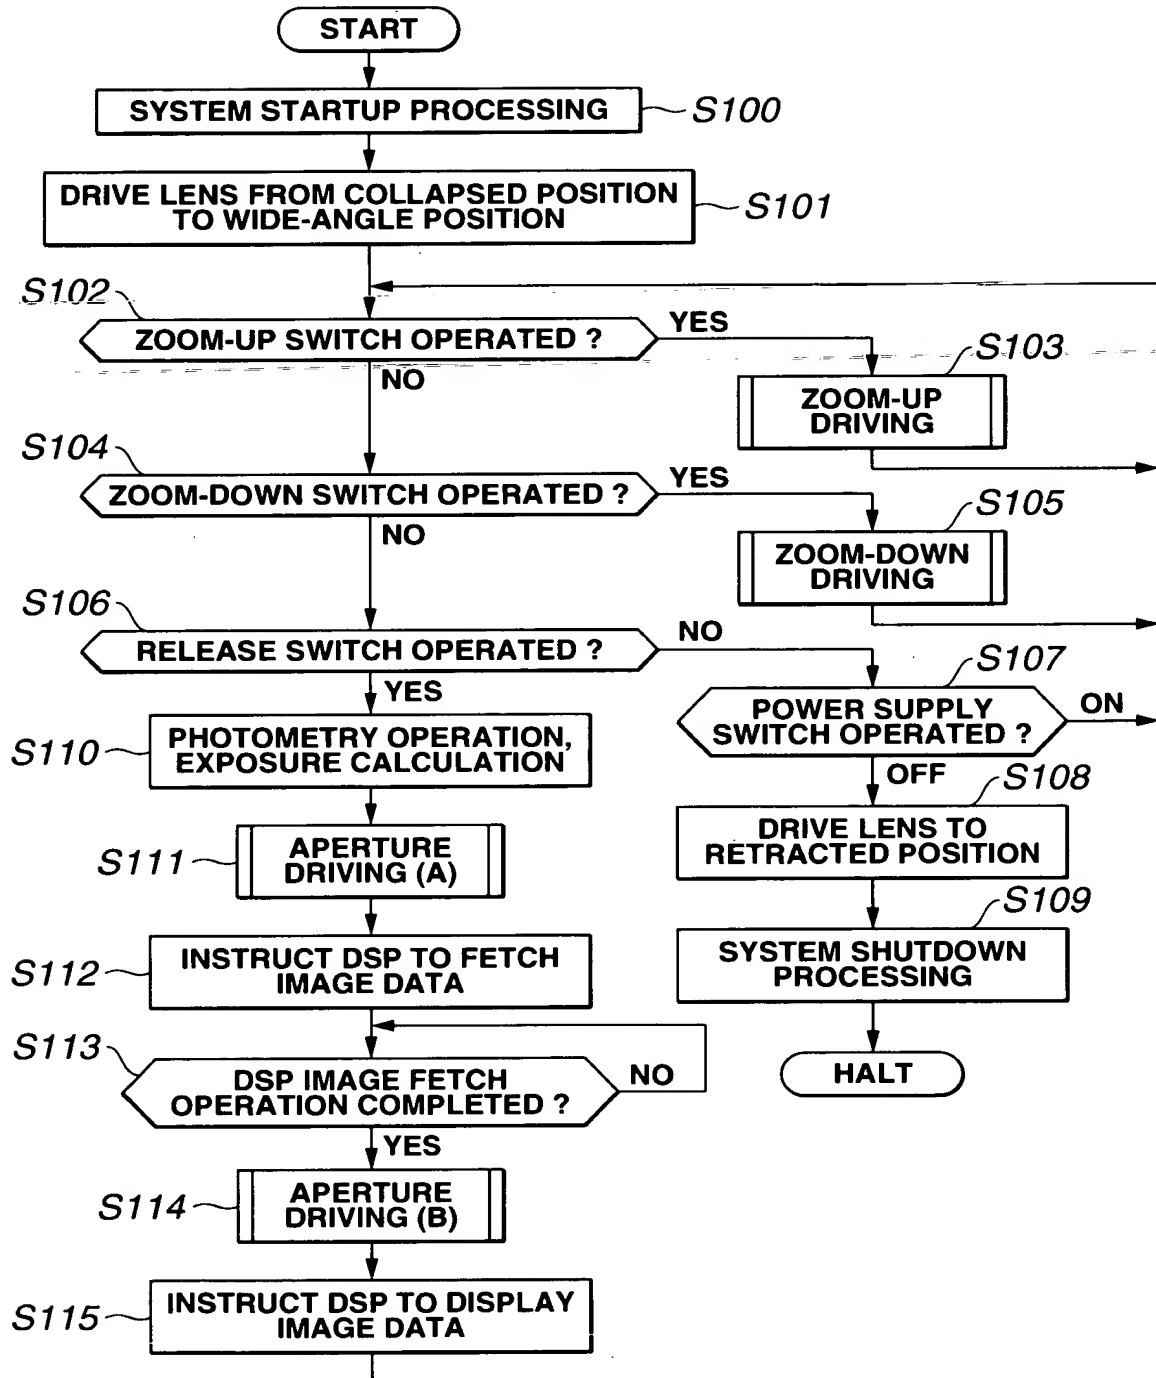 START
SYSTEM STARTUP PROCESSING
S100
DRIVE LENS FROM COLLAPSED POSITION
TO WIDE-ANGLE POSITION
S101
S102
ZOOM-UP SWITCH OPERATED ?
YES
NO
S103
ZOOM-UP
DRIVING
S104
ZOOM-DOWN SWITCH OPERATED ?
YES
NO
S105
ZOOM-DOWN
DRIVING
S106
RELEASE SWITCH OPERATED ?
NO
YES
S107
POWER SUPPLY
SWITCH OPERATED ?
ON
OFF
S110
PHOTOMETRY OPERATION,
EXPOSURE CALCULATION
S108
DRIVE LENS TO
RETRACTED POSITION
S111
APERTURE
DRIVING (A)
S109
SYSTEM SHUTDOWN
PROCESSING
S112
INSTRUCT DSP TO FETCH
IMAGE DATA
HALT
S113
DSP IMAGE FETCH
OPERATION COMPLETED ?
NO
YES
S114
APERTURE
DRIVING (B)
S115
INSTRUCT DSP TO DISPLAY
IMAGE DATA